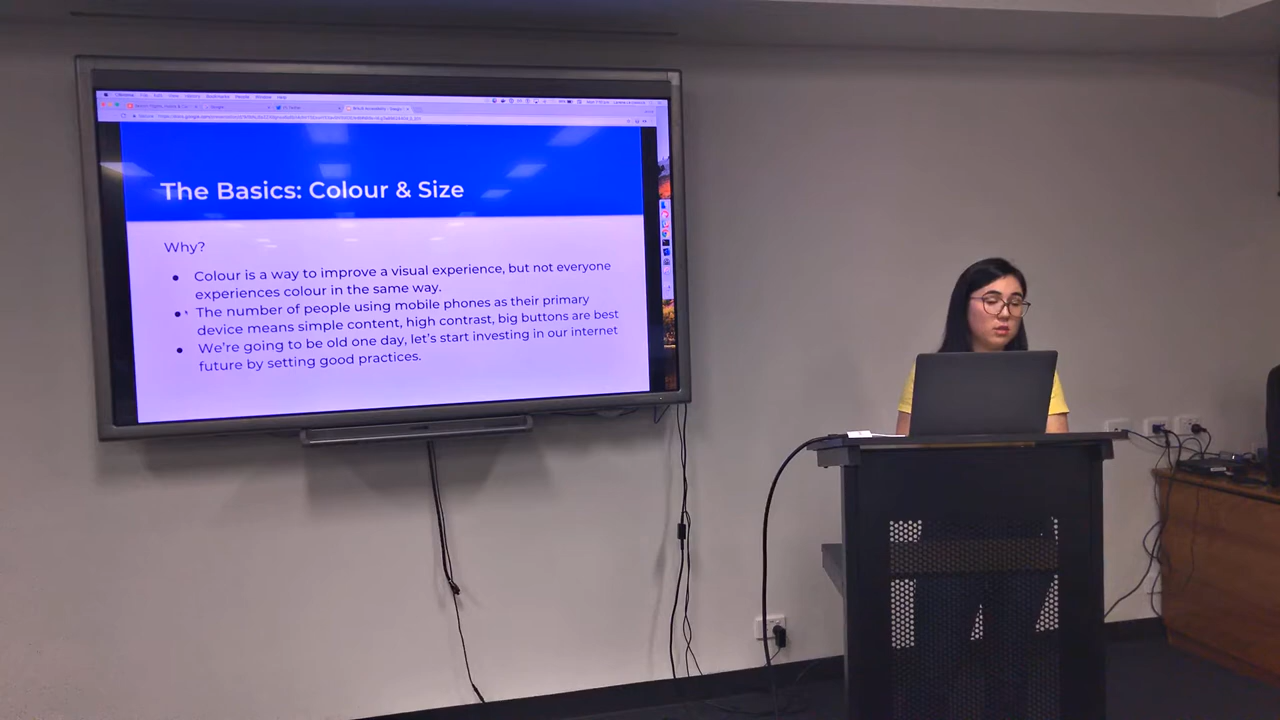 The Basics: Colour & Size
Why?
● Colour is a way to improve a visual experience, but not everyone
experiences colour in the same way.
● The number of people using mobile phones as their primary
device means simple content, high contrast, big buttons are best
● We're going to be old one day, let's start investing in our internet
future by setting good practices.